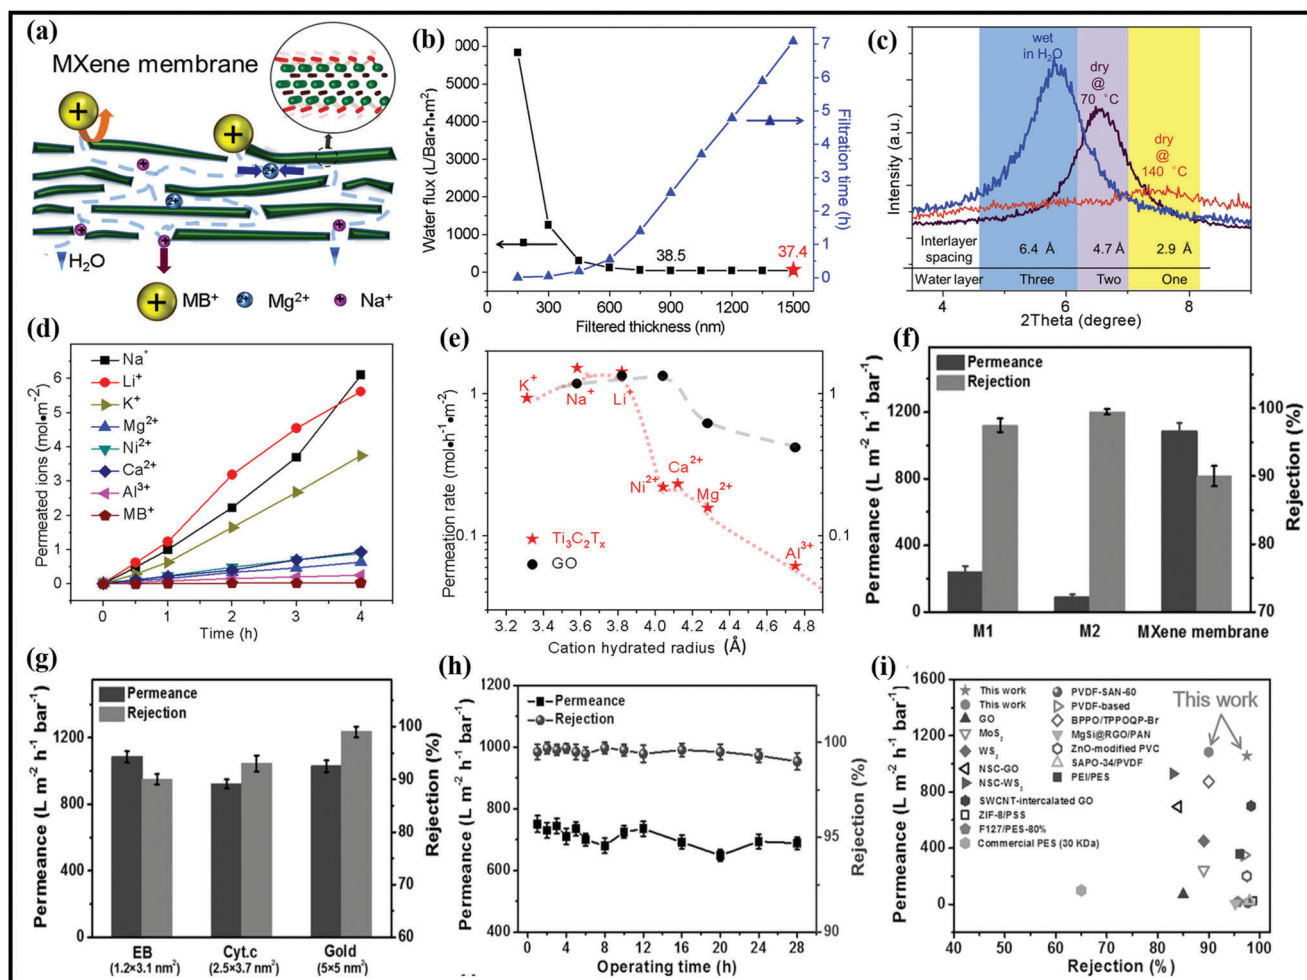 (a)
MXene membrane
H₂O
MB⁺
Mg²⁺
Na⁺
(b)
Water flux (L/Bar•h•m²)
5000
4000
3000
2000
1000
0
7
6
5
4
3
2
1
0
Filtration time (h)
38.5
37.4
0
300
600
900
1200
1500
Filtered thickness (nm)
(c)
Intensity (a.u.)
wet
in H₂O
dry
@
70 °C
dry
@
140 °C
Interlayer
spacing
6.4 Å
4.7 Å
2.9 Å
Water layer
Three
Two
One
4
6
8
2Theta (degree)
(d)
Permeated ions (mol•m⁻²)
Na⁺
Li⁺
K⁺
Mg²⁺
Ni²⁺
Ca²⁺
Al³⁺
MB⁺
6
5
4
3
2
1
0
0
1
2
3
4
Time (h)
(e)
Permeation rate (mol•h⁻¹•m⁻²)
1
0.1
1
0.1
K⁺
Na⁺
Li⁺
Ni²⁺
Ca²⁺
Mg²⁺
Al³⁺
Ti₃C₂Tₓ
GO
3.2 3.4 3.6 3.8 4.0 4.2 4.4 4.6 4.8
Cation hydrated radius (Å)
(f)
Permeance (L m⁻² h⁻¹ bar⁻¹)
Permeance
Rejection
1200
900
600
300
0
100
90
80
70
Rejection (%)
M1
M2
MXene membrane
(g)
Permeance (L m⁻² h⁻¹ bar⁻¹)
Permeance
Rejection
1200
900
600
300
0
100
90
80
70
60
Rejection (%)
EB
(1.2×3.1 nm²)
Cyt.c
(2.5×3.7 nm²)
Gold
(5×5 nm²)
(h)
Permeance (L m⁻² h⁻¹ bar⁻¹)
Permeance
Rejection
1200
1000
800
600
400
100
95
90
Rejection (%)
0 4 8 12 16 20 24 28
Operating time (h)
(i)
Permeance (L m⁻² h⁻¹ bar⁻¹)
1600
1200
800
400
0
This work
This work
GO
MoS₂
WS₂
NSC-GO
NSC-WS₂
SWCNT-intercalated GO
ZIF-8/PSS
F127/PES-80%
Commercial PES (30 KDa)
PVDF-SAN-60
PVDF-based
BPPO/TPPOQP-Br
MgSi@RGO/PAN
ZnO-modified PVC
SAPO-34/PVDF
PEI/PES
This work
40 50 60 70 80 90 100
Rejection (%)